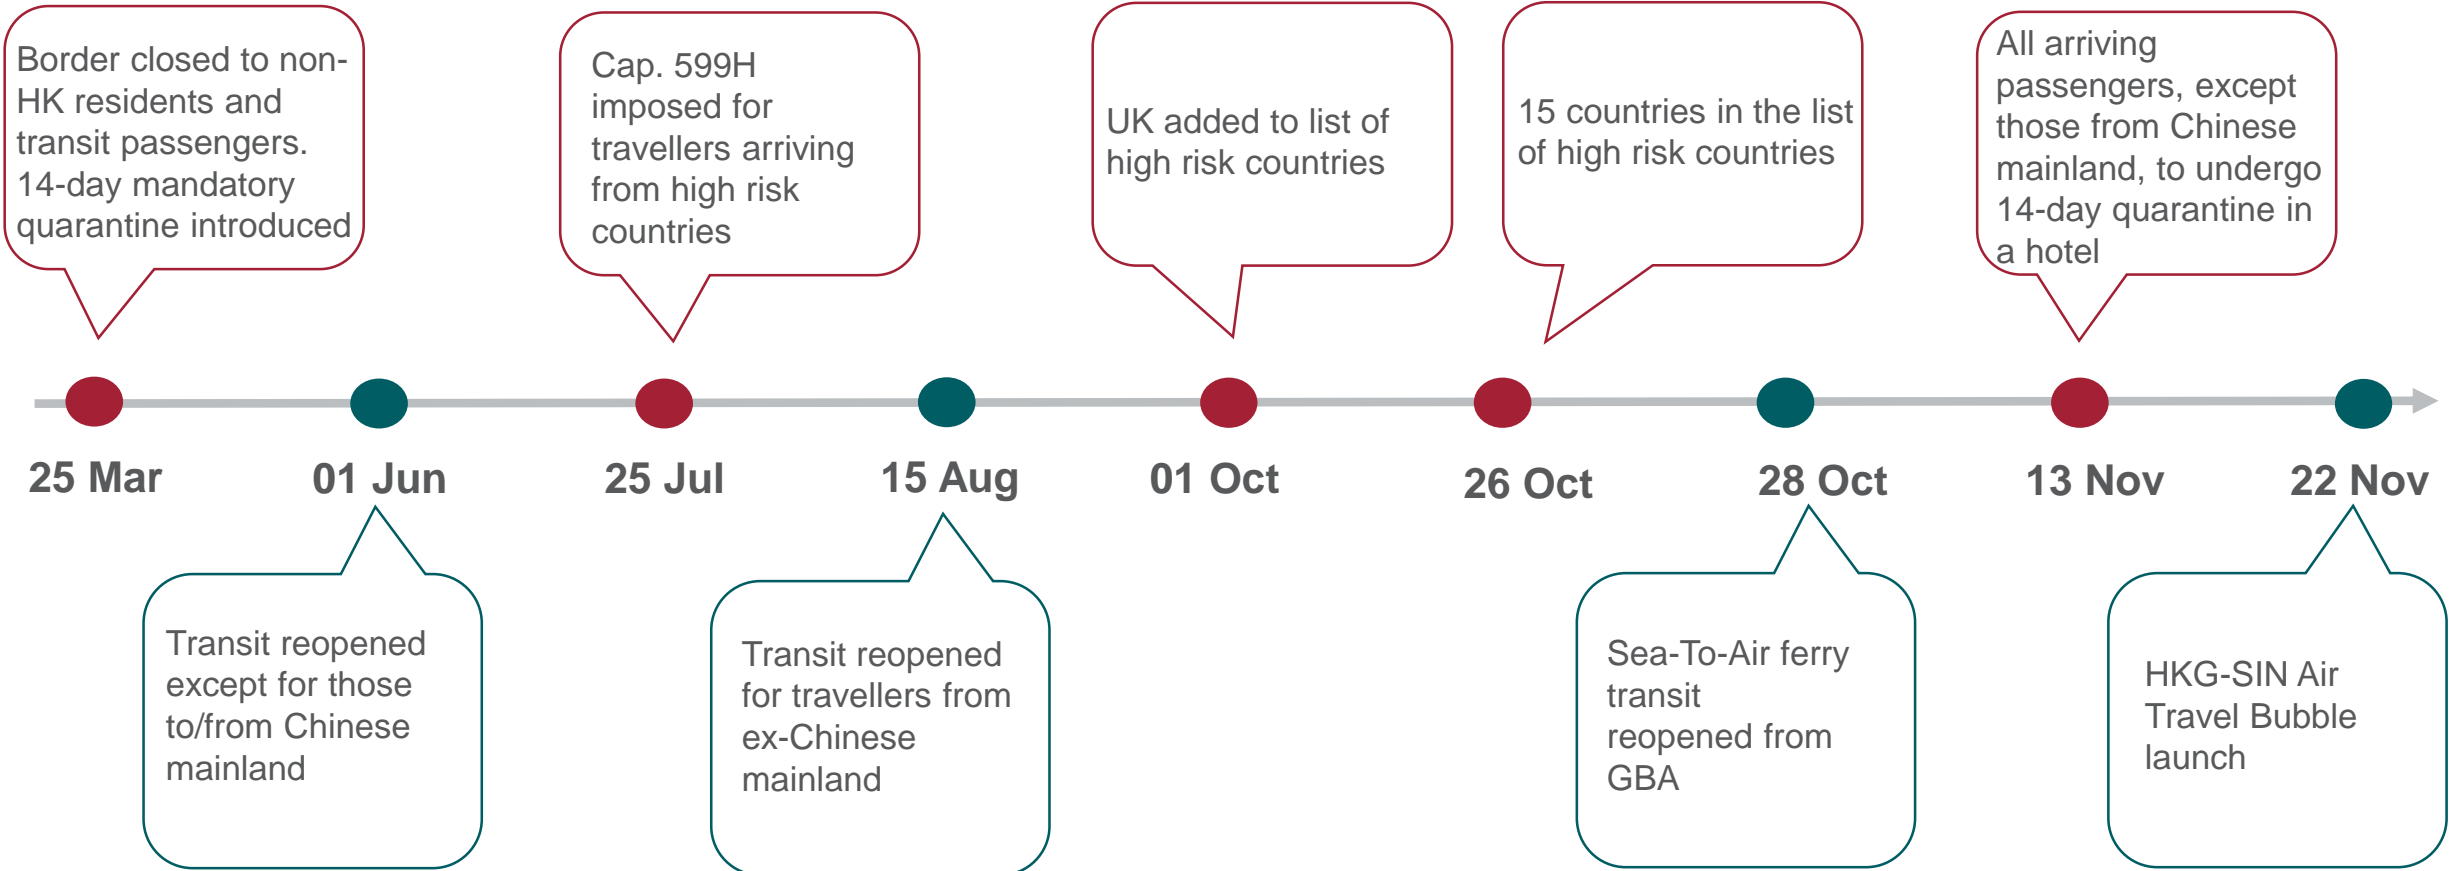 Border closed to non-
HK residents and
transit passengers.
14-day mandatory
quarantine introduced
Cap. 599H
imposed for
travellers arriving
from high risk
countries
UK added to list of
high risk countries
15 countries in the list
of high risk countries
All arriving
passengers, except
those from Chinese
mainland, to undergo
14-day quarantine in
a hotel
25 Mar
01 Jun
25 Jul
15 Aug
01 Oct
26 Oct
28 Oct
13 Nov
22 Nov
Transit reopened
except for those
to/from Chinese
mainland
Transit reopened
for travellers from
ex-Chinese
mainland
Sea-To-Air ferry
transit
reopened from
GBA
HKG-SIN Air
Travel Bubble
launch